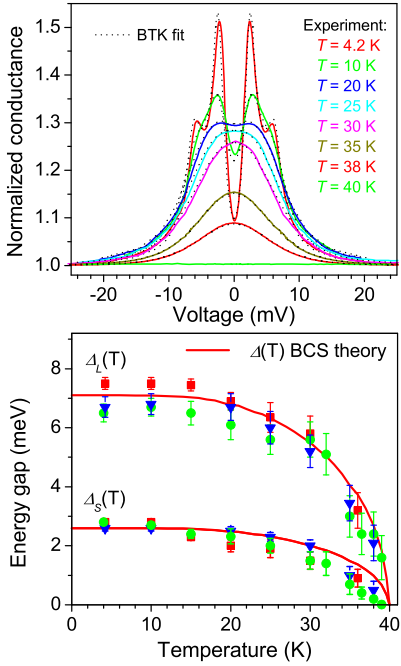 Experiment:
BTK fit
T = 4.2 K
T = 10 K
T = 20 K
T = 25 K
T = 30 K
T = 35 K
T = 38 K
T = 40 K
1.5
1.4
1.3
1.2
1.1
1.0
Normalized conductance
-20 -10 0 10 20
Voltage (mV)
Δ_L(T)
Δ(T) BCS theory
Δ_S(T)
8
6
4
2
0
Energy gap (meV)
0 10 20 30 40
Temperature (K)